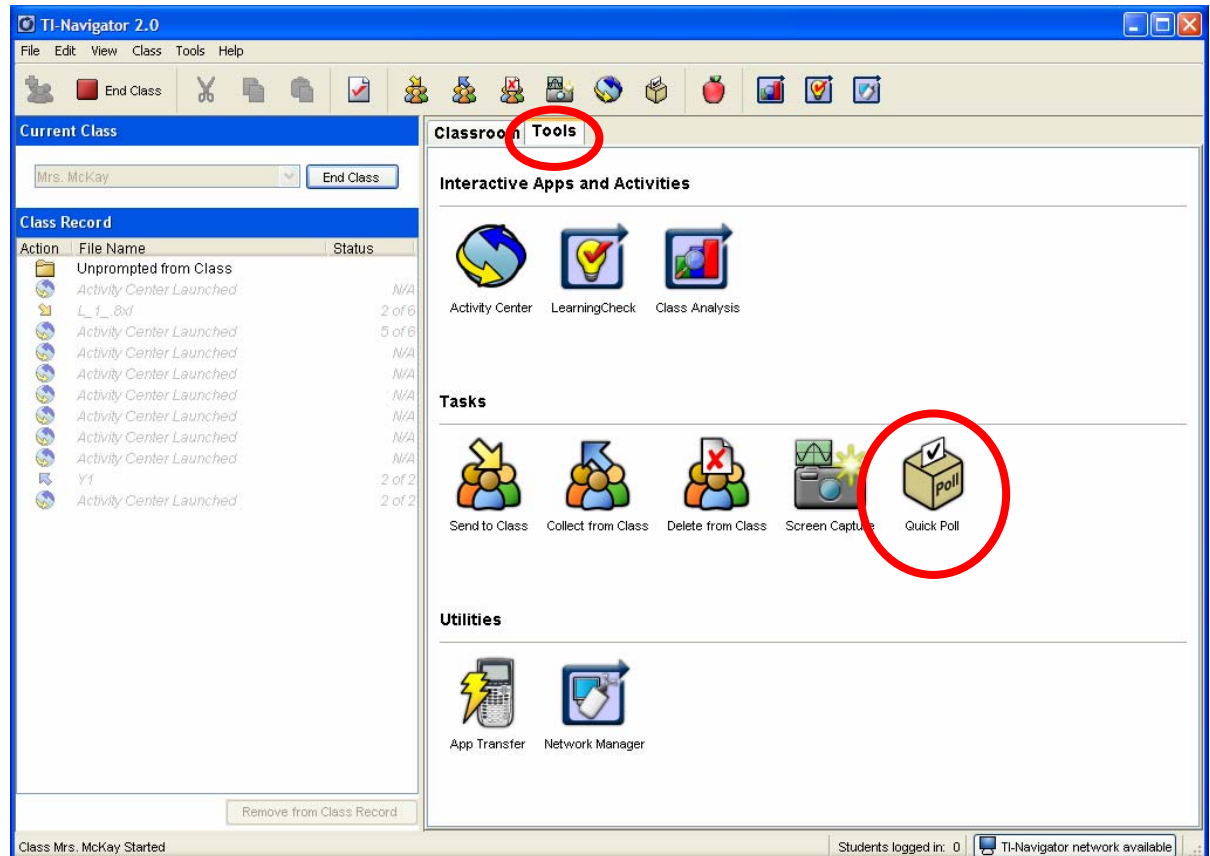 TI-Navigator 2.0
File Edit View Class Tools Help
End Class
Current Class
Mrs. McKay
End Class
Class Record
Action File Name Status
Unprompted from Class
Activity Center Launched N/A
L_1_.8xl 2 of 6
Activity Center Launched 5 of 6
Activity Center Launched N/A
Activity Center Launched N/A
Activity Center Launched N/A
Activity Center Launched N/A
Activity Center Launched N/A
Activity Center Launched N/A
Y1 2 of 2
Activity Center Launched 2 of 2
Remove from Class Record
Classroom Tools
Interactive Apps and Activities
Activity Center LearningCheck Class Analysis
Tasks
Poll
Send to Class Collect from Class Delete from Class Screen Capture Quick Poll
Utilities
App Transfer Network Manager
Class Mrs. McKay Started Students logged in: 0 TI-Navigator network available